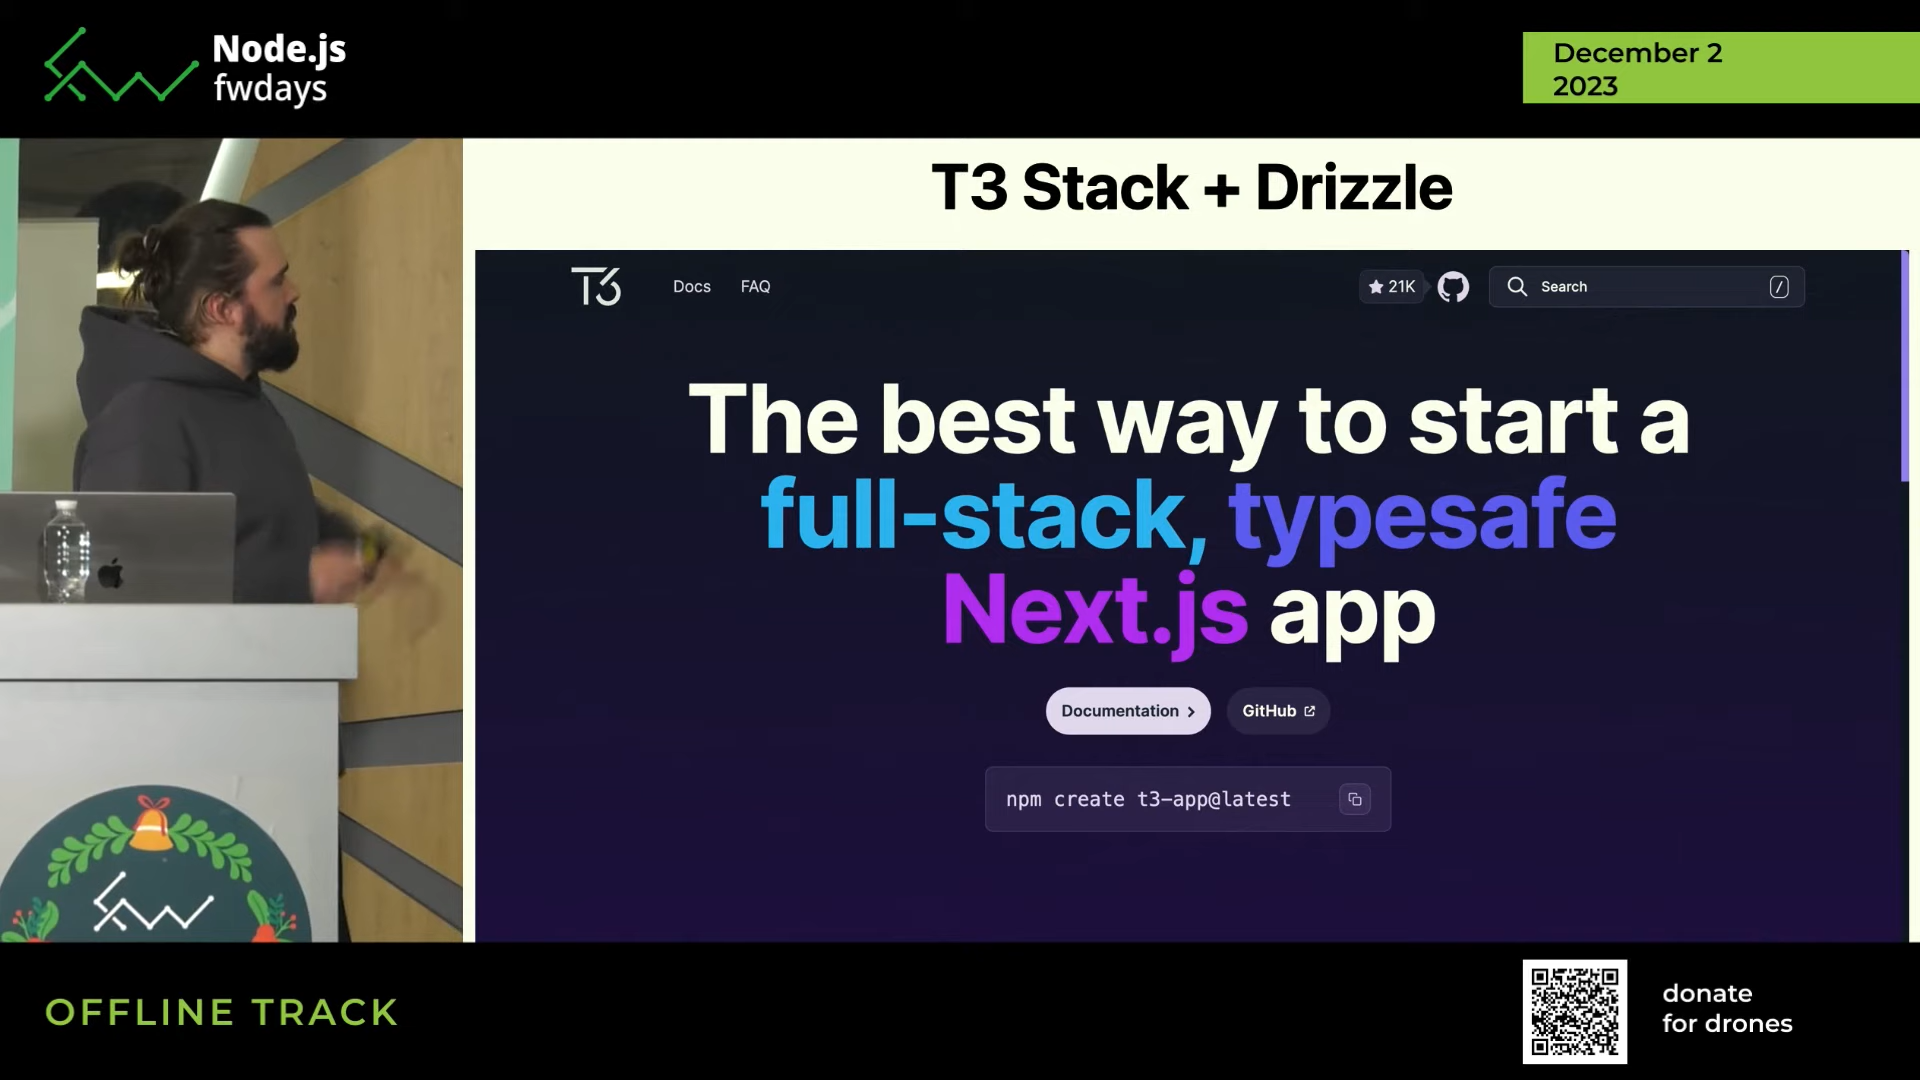 Node.js
fwdays
December 2
2023
T3 Stack + Drizzle
T3
Docs
FAQ
21K
Search
/
The best way to start a
full-stack, typesafe
Next.js app
Documentation
GitHub
npm create t3-app@latest
OFFLINE TRACK
donate
for drones